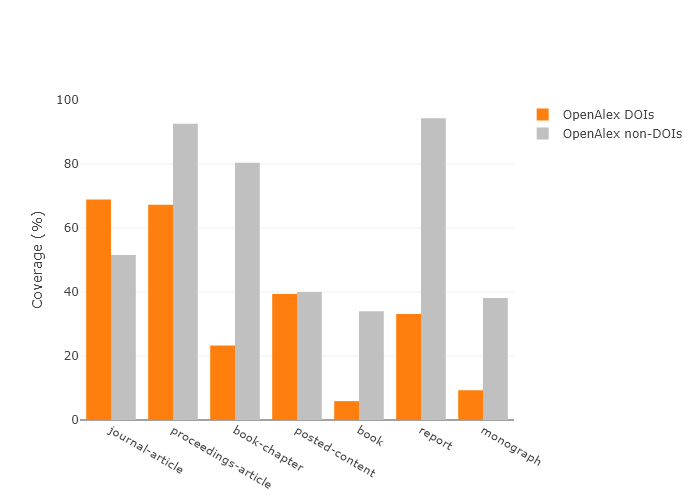 100
80
60
40
20
0
Coverage (%)
journal-article
proceedings-article
book-chapter
posted-content
book
report
monograph
OpenAlex DOIs
OpenAlex non-DOIs